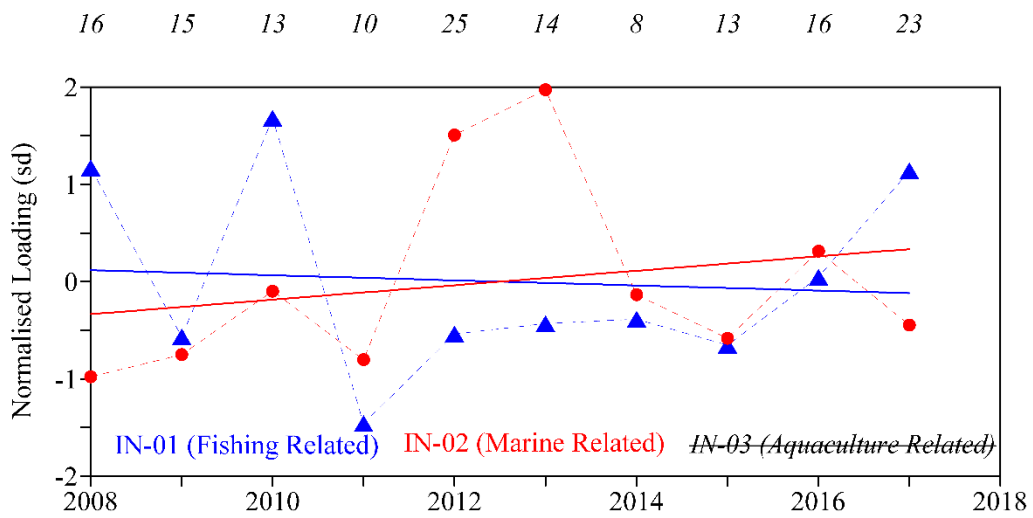 16 15 13 10 25 14 8 13 16 23
2
1
Normalised Loading (sd)
0
-1
IN-01 (Fishing Related) IN-02 (Marine Related) IN-03 (Aquaculture Related)
-2
2008 2010 2012 2014 2016 2018